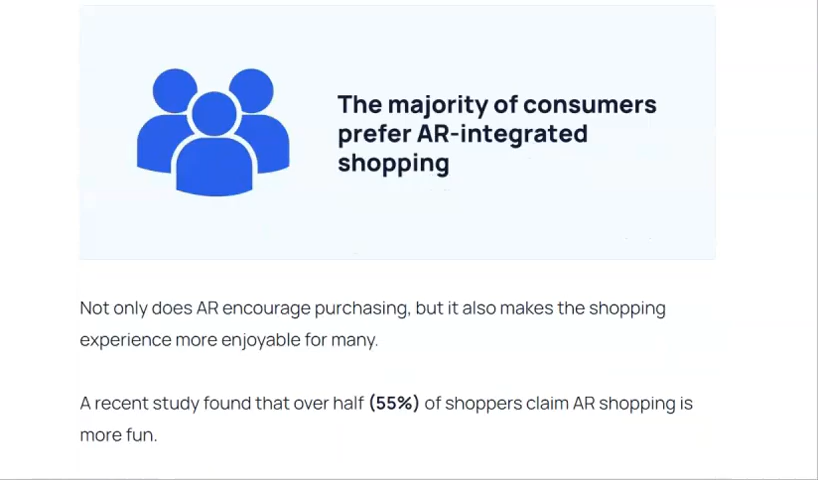 The majority of consumers
prefer AR-integrated
shopping
Not only does AR encourage purchasing, but it also makes the shopping
experience more enjoyable for many.
A recent study found that over half (55%) of shoppers claim AR shopping is
more fun.